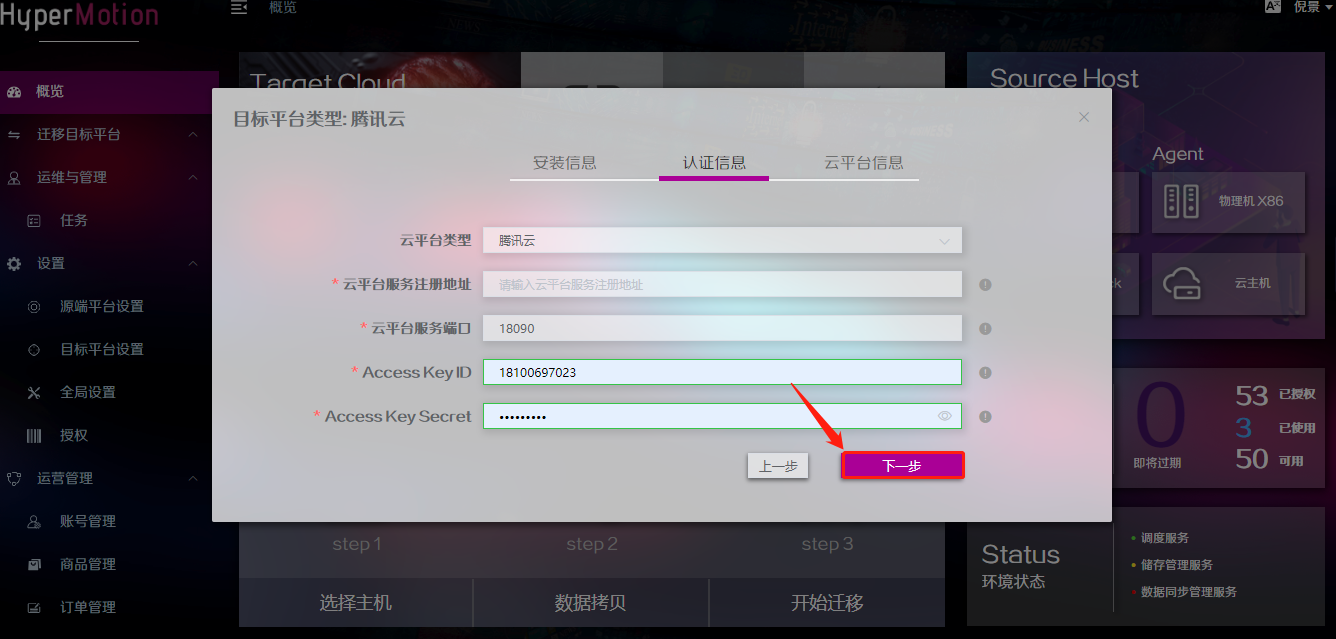 HyperMotion
概览
倪景
概览
迁移目标平台
运维与管理
任务
设置
源端平台设置
目标平台设置
全局设置
授权
运营管理
账号管理
商品管理
订单管理
Target Cloud
Source Host
Agent
物理机 X86
云主机
目标平台类型: 腾讯云
安装信息
认证信息
云平台信息
云平台类型
腾讯云
* 云平台服务注册地址
请输入云平台服务注册地址
* 云平台服务端口
18090
* Access Key ID
18100697023
* Access Key Secret
•••••••••
上一步
下一步
0
即将过期
53 已授权
3 已使用
50 可用
step 1
step 2
step 3
选择主机
数据拷贝
开始迁移
Status
环境状态
调度服务
储存管理服务
数据同步管理服务